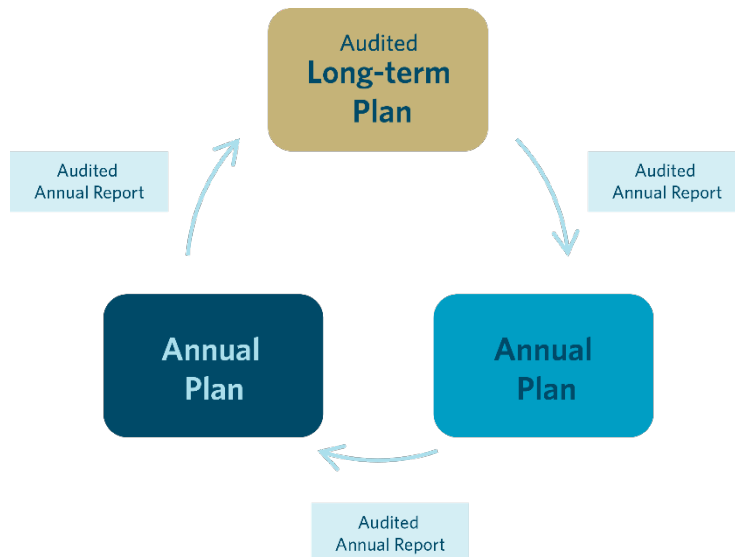 Audited
Long-term
Plan
Audited
Annual Report
Audited
Annual Report
Annual
Plan
Annual
Plan
Audited
Annual Report